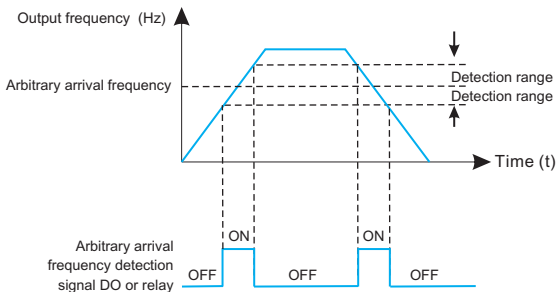 Output frequency (Hz)
Detection range
Arbitrary arrival frequency
Detection range
Time (t)
ON
ON
Arbitrary arrival
frequency detection
signal DO or relay
OFF
OFF
OFF